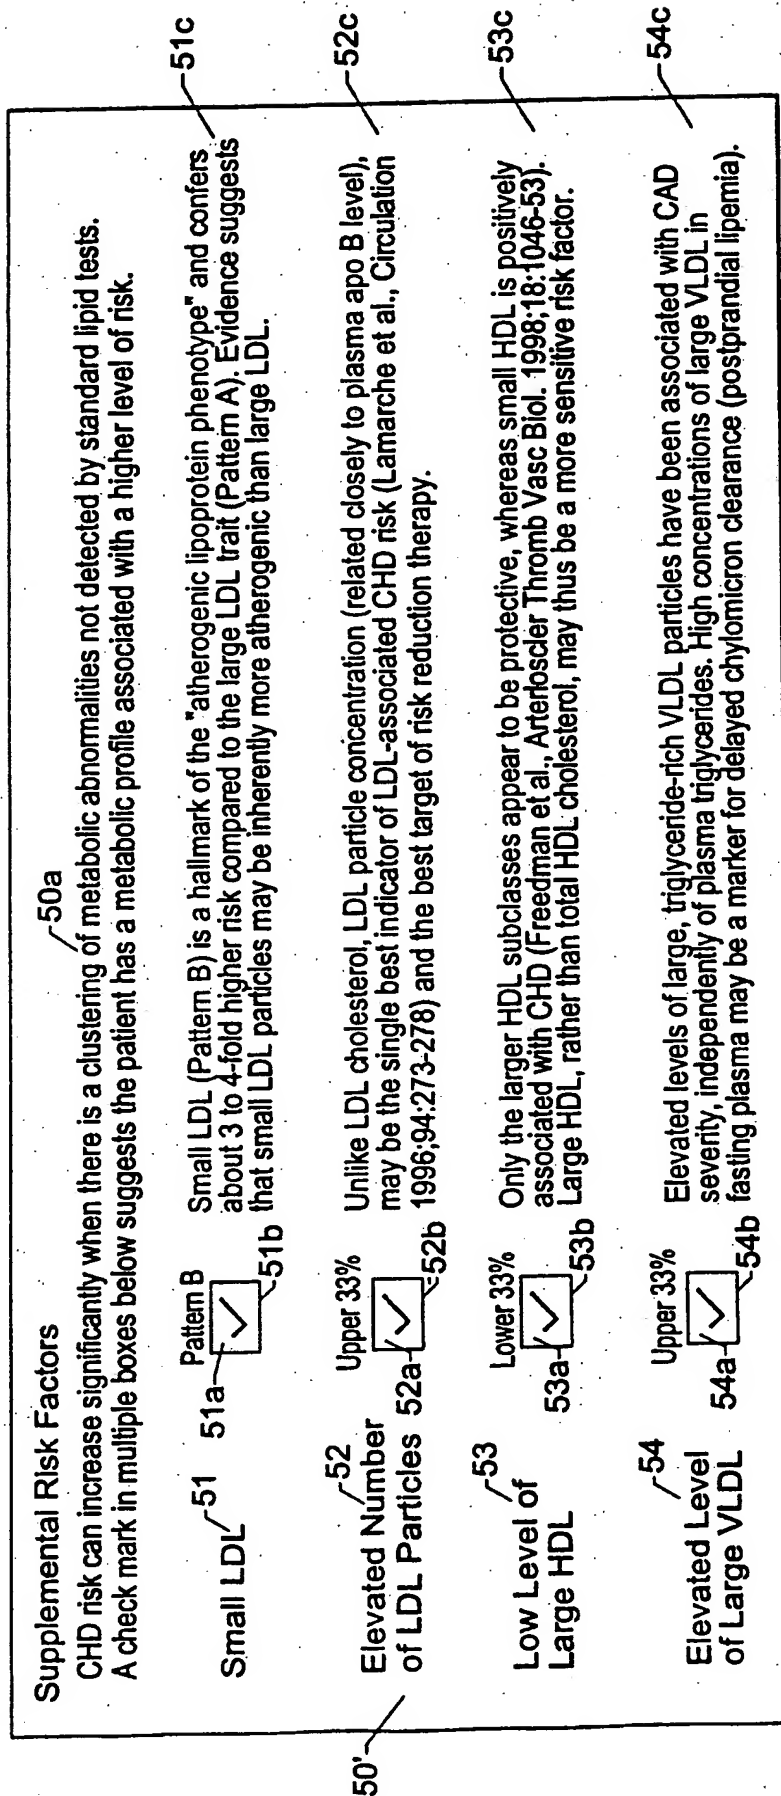 50'
Supplemental Risk Factors
50a
CHD risk can increase significantly when there is a clustering of metabolic abnormalities not detected by standard lipid tests.
A check mark in multiple boxes below suggests the patient has a metabolic profile associated with a higher level of risk.
Small LDL
51
51a
Pattern B
51b
Small LDL (Pattern B) is a hallmark of the "atherogenic lipoprotein phenotype" and confers
about 3 to 4-fold higher risk compared to the large LDL trait (Pattern A). Evidence suggests
that small LDL particles may be inherently more atherogenic than large LDL.
51c
Elevated Number
of LDL Particles
52
52a
Upper 33%
52b
Unlike LDL cholesterol, LDL particle concentration (related closely to plasma apo B level),
may be the single best indicator of LDL-associated CHD risk (Lamarche et al., Circulation
1996;94:273-278) and the best target of risk reduction therapy.
52c
Low Level of
Large HDL
53
53a
Lower 33%
53b
Only the larger HDL subclasses appear to be protective, whereas small HDL is positively
associated with CHD (Freedman et al., Arterioscler Thromb Vasc Biol. 1998;18:1046-53).
Large HDL, rather than total HDL cholesterol, may thus be a more sensitive risk factor.
53c
Elevated Level
of Large VLDL
54
54a
Upper 33%
54b
Elevated levels of large, triglyceride-rich VLDL particles have been associated with CAD
severity, independently of plasma triglycerides. High concentrations of large VLDL in
fasting plasma may be a marker for delayed chylomicron clearance (postprandial lipemia).
54c